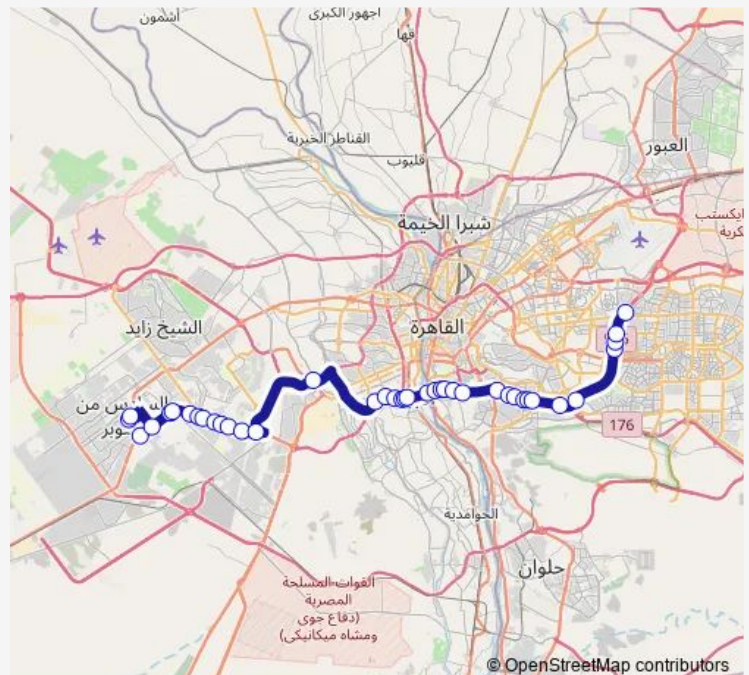 أشمون
أجهور الكبرى
قها
القناطر الخيرية
قليوب
العبور
شبرا الخيمة
القاهرة
الشيخ زايد
176
الحوامدية
حلوان
القوات المسلحة
المصرية
(دفاع جوى
ومشاه ميكانيكى)
© OpenStreetMap contributors